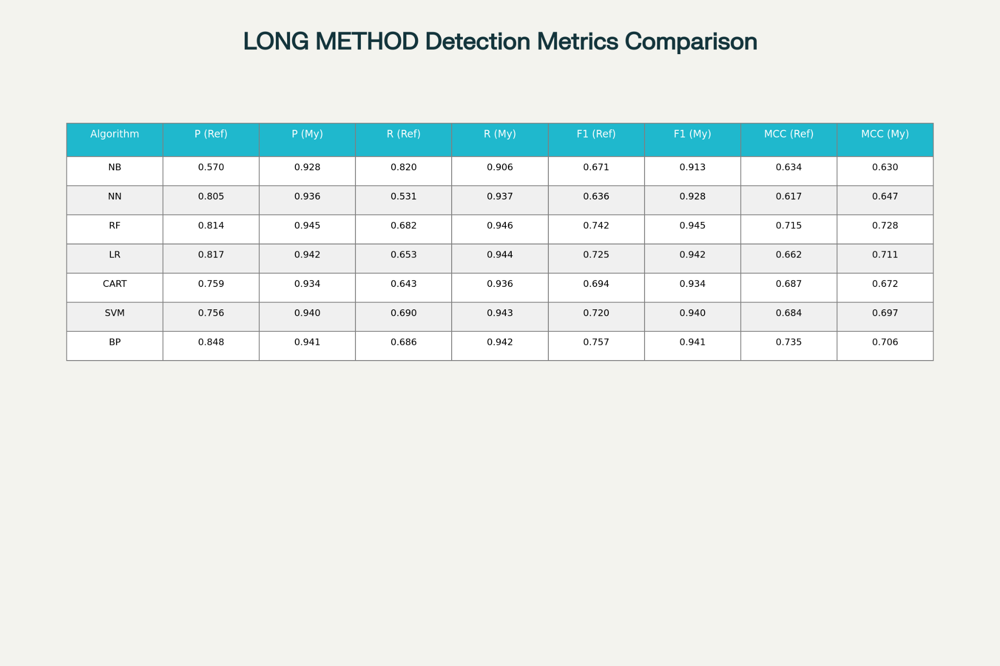 LONG METHOD Detection Metrics Comparison
Algorithm P (Ref) P (My) R (Ref) R (My) F1 (Ref) F1 (My) MCC (Ref) MCC (My)
NB 0.570 0.928 0.820 0.906 0.671 0.913 0.634 0.630
NN 0.805 0.936 0.531 0.937 0.636 0.928 0.617 0.647
RF 0.814 0.945 0.682 0.946 0.742 0.945 0.715 0.728
LR 0.817 0.942 0.653 0.944 0.725 0.942 0.662 0.711
CART 0.759 0.934 0.643 0.936 0.694 0.934 0.687 0.672
SVM 0.756 0.940 0.690 0.943 0.720 0.940 0.684 0.697
BP 0.848 0.941 0.686 0.942 0.757 0.941 0.735 0.706